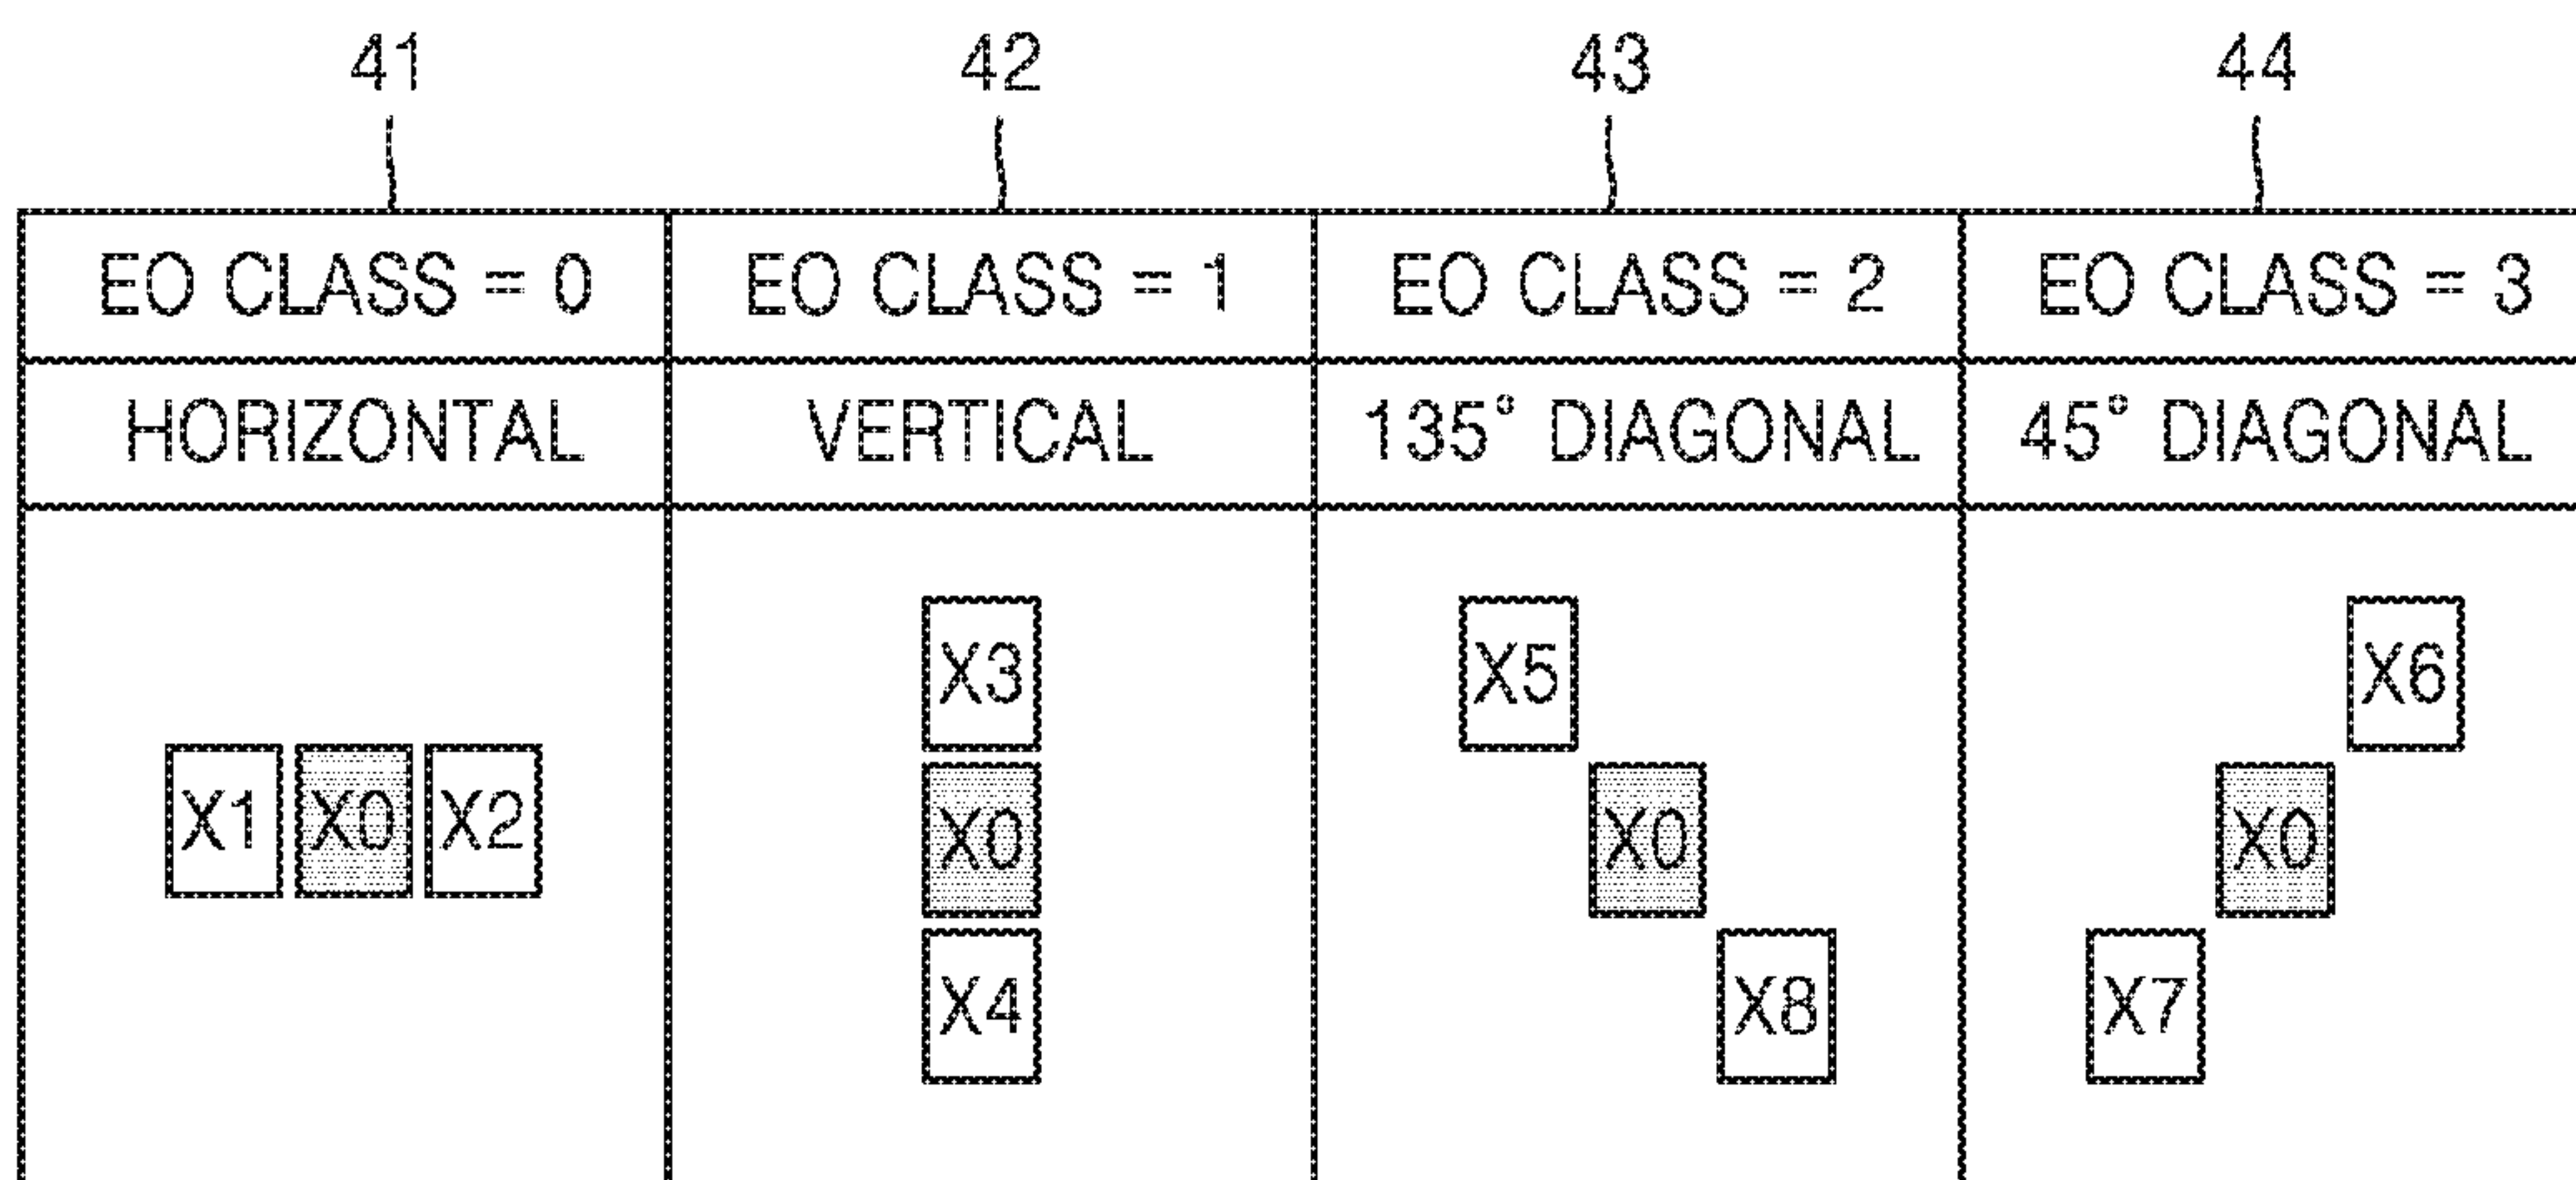 41 42 43 44
EO CLASS = 0 EO CLASS = 1 EO CLASS = 2 EO CLASS = 3
HORIZONTAL VERTICAL 135° DIAGONAL 45° DIAGONAL
X3 X5 X6
X1 X0 X2 X0 X0 X0
X4 X8 X7